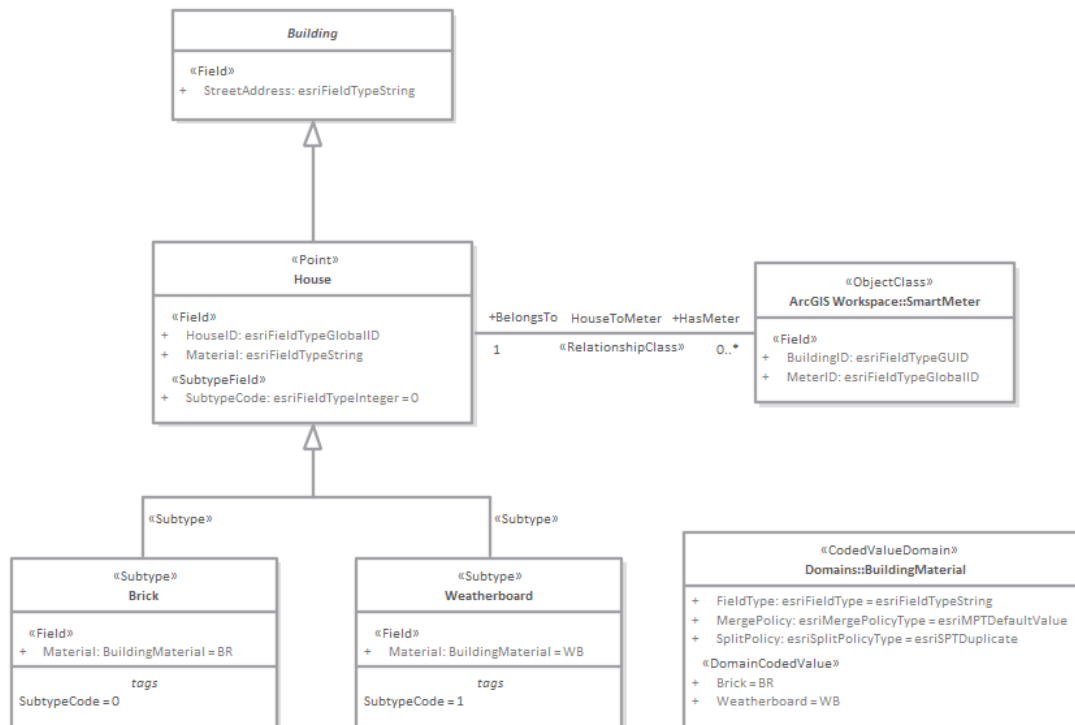 Building
«Field»
+ StreetAddress: esriFieldTypeString
«Point»
House
«Field»
+ HouseID: esriFieldTypeGlobalID
+ Material: esriFieldTypeString
«SubtypeField»
+ SubtypeCode: esriFieldTypeInteger = 0
+BelongsTo HouseToMeter +HasMeter
1 «RelationshipClass» 0..*
«ObjectClass»
ArcGIS Workspace::SmartMeter
«Field»
+ BuildingID: esriFieldTypeGUID
+ MeterID: esriFieldTypeGlobalID
«Subtype»
«Subtype»
«Subtype»
Brick
«Field»
+ Material: BuildingMaterial = BR
tags
SubtypeCode = 0
«Subtype»
Weatherboard
«Field»
+ Material: BuildingMaterial = WB
tags
SubtypeCode = 1
«CodedValueDomain»
Domains::BuildingMaterial
+ FieldType: esriFieldType = esriFieldTypeString
+ MergePolicy: esriMergePolicyType = esriMPTDefaultValue
+ SplitPolicy: esriSplitPolicyType = esriSPTDuplicate
«DomainCodedValue»
+ Brick = BR
+ Weatherboard = WB